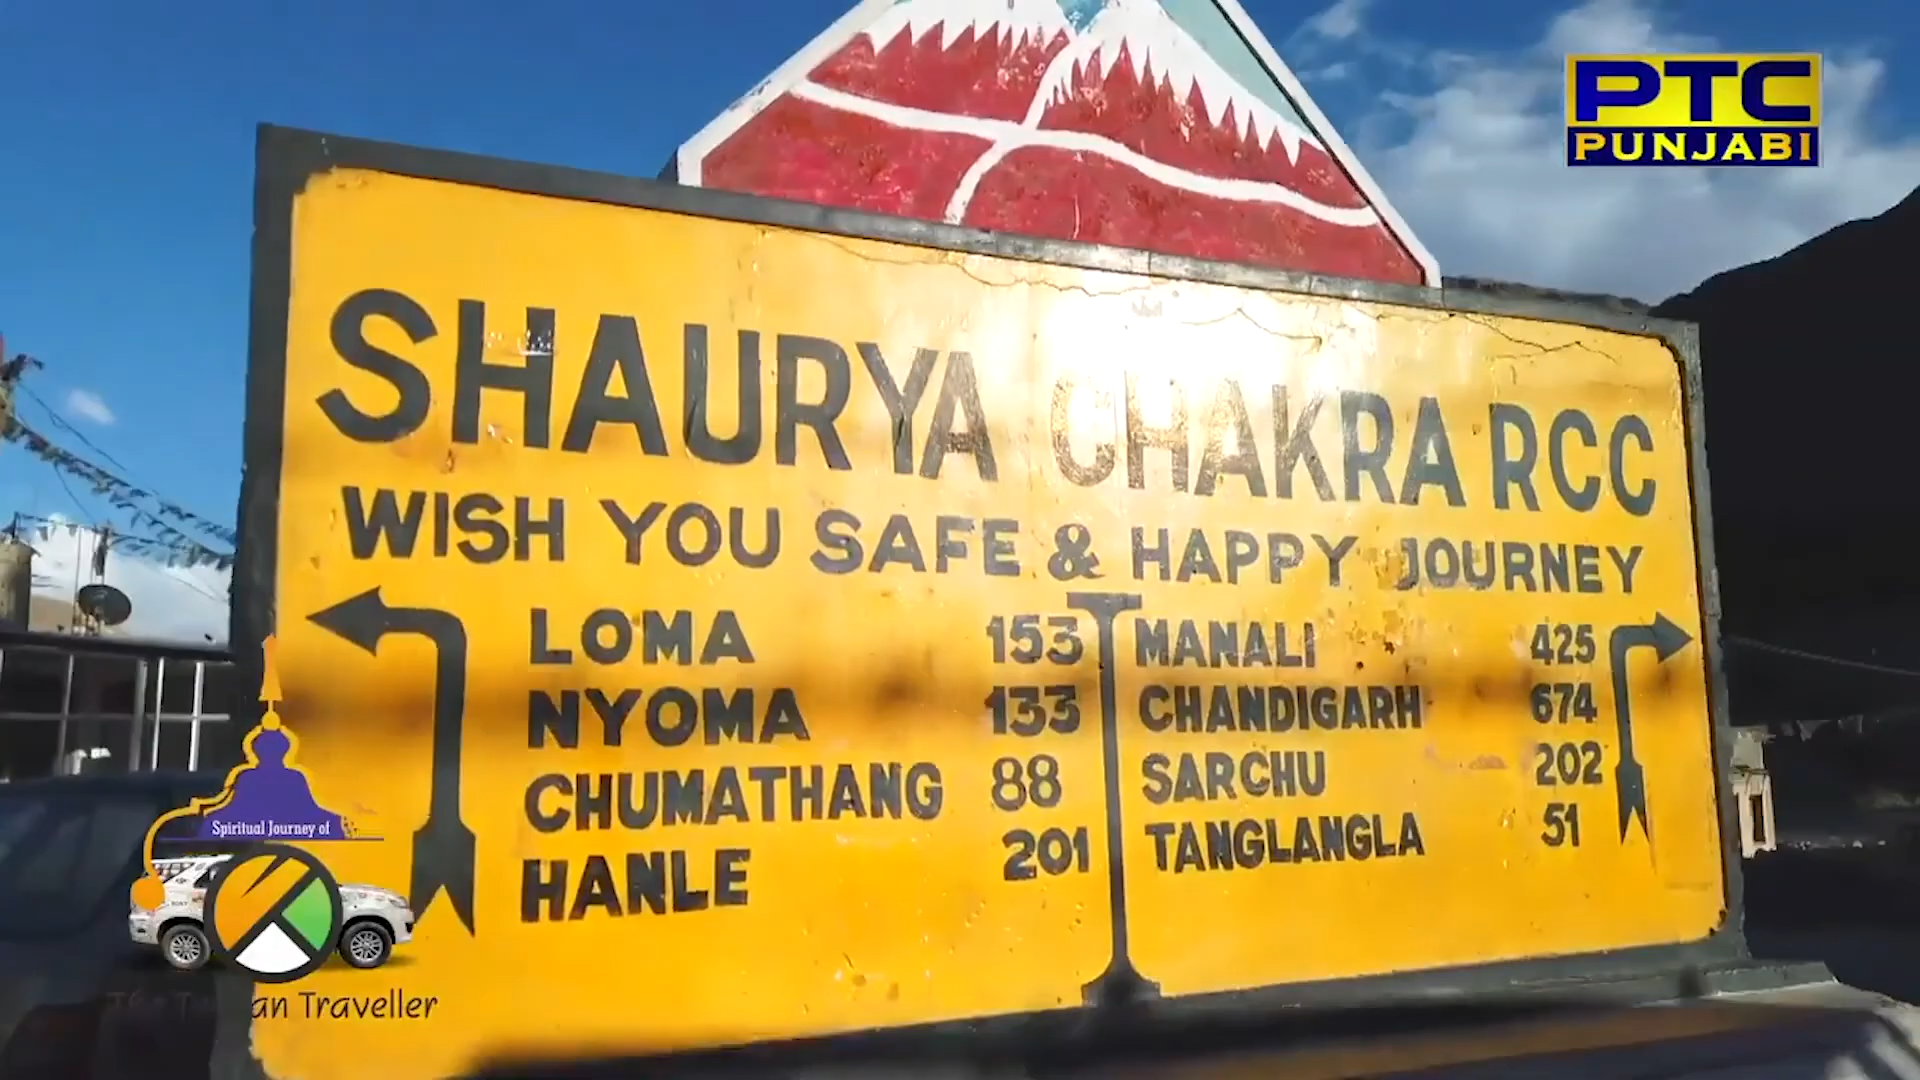 PTC
PUNJABI
SHAURYA CHAKRA RCC
WISH YOU SAFE & HAPPY JOURNEY
LOMA 153
NYOMA 133
CHUMATHANG 88
HANLE 201
MANALI 425
CHANDIGARH 674
SARCHU 202
TANGLANGLA 51
Spiritual Journey of
Traveller